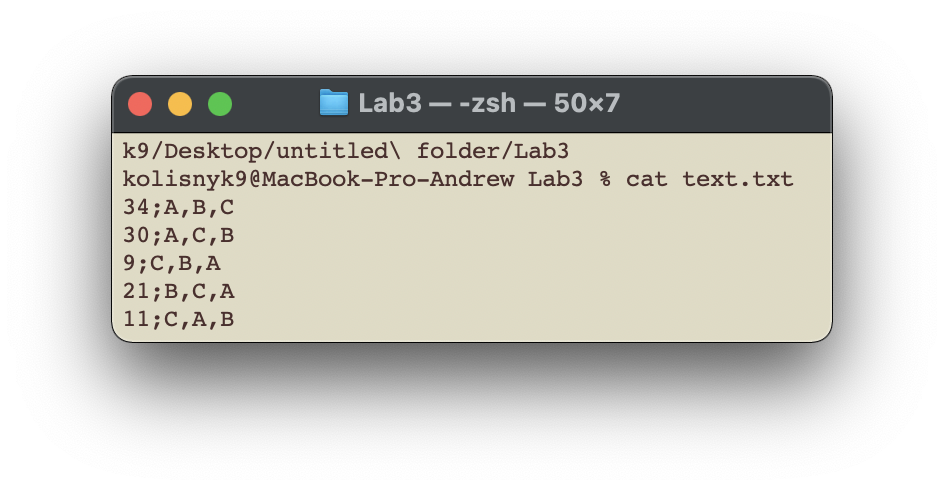 Lab3 — -zsh — 50×7
k9/Desktop/untitled\ folder/Lab3
kolisnyk9@MacBook-Pro-Andrew Lab3 % cat text.txt
34;A,B,C
30;A,C,B
9;C,B,A
21;B,C,A
11;C,A,B